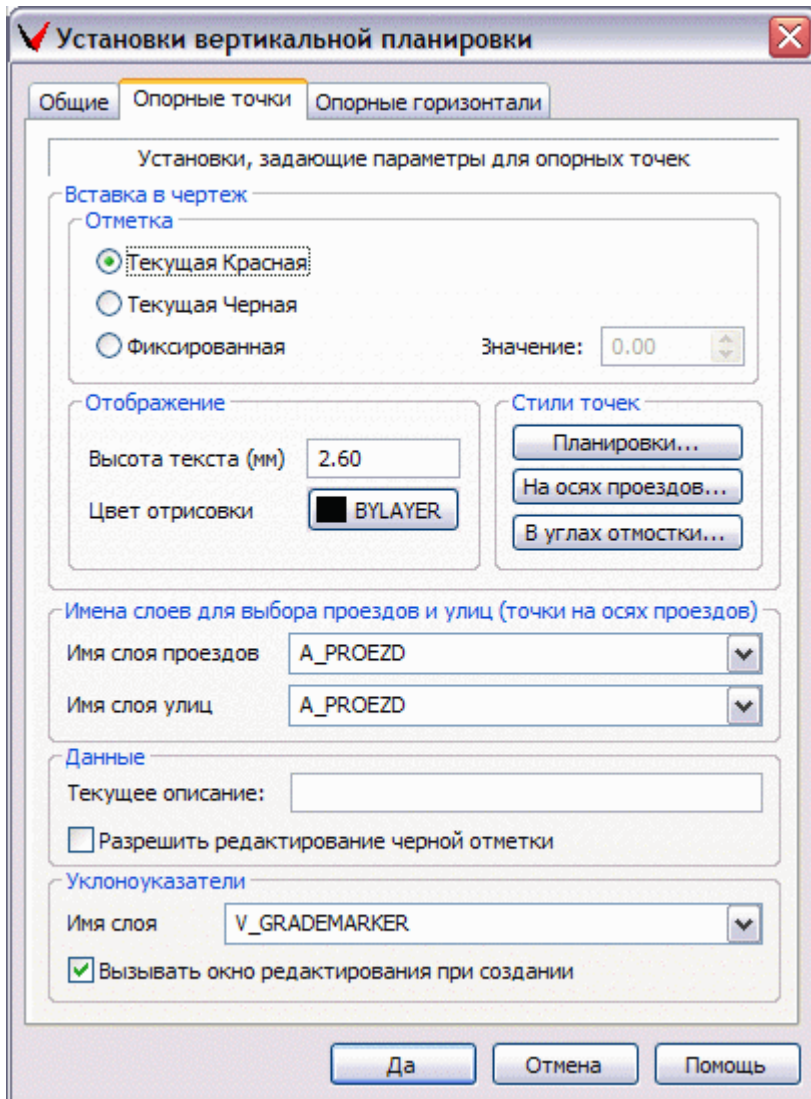 Установки вертикальной планировки
Общие Опорные точки Опорные горизонтали
Установки, задающие параметры для опорных точек
Вставка в чертеж
Отметка
Текущая Красная
Текущая Черная
Фиксированная Значение: 0.00
Отображение
Высота текста (мм) 2.60
Цвет отрисовки BYLAYER
Стили точек
Планировки...
На осях проездов...
В углах отмостки...
Имена слоев для выбора проездов и улиц (точки на осях проездов)
Имя слоя проездов A_PROEZD
Имя слоя улиц A_PROEZD
Данные
Текущее описание:
Разрешить редактирование черной отметки
Уклоноуказатели
Имя слоя V_GRADEMARKER
Вызывать окно редактирования при создании
Да Отмена Помощь